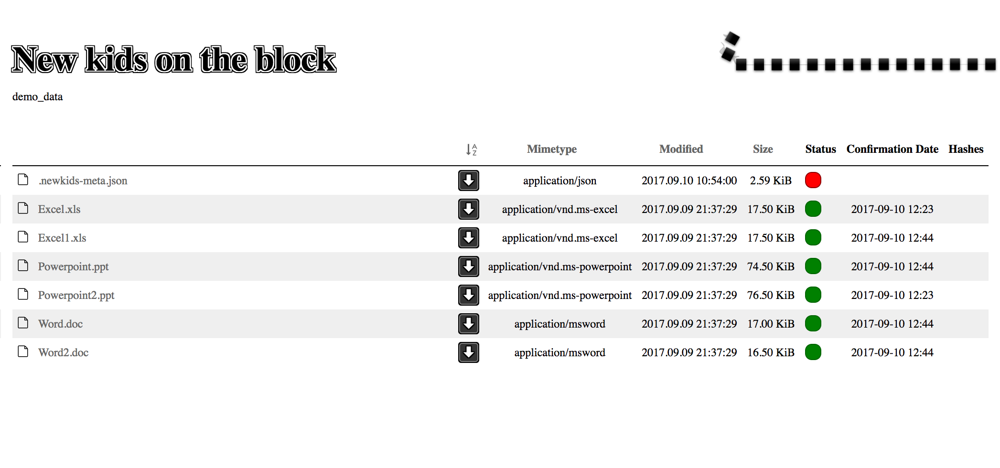 New kids on the block
demo_data
Mimetype Modified Size Status Confirmation Date Hashes
.newkids-meta.json application/json 2017.09.10 10:54:00 2.59 KiB
Excel.xls application/vnd.ms-excel 2017.09.09 21:37:29 17.50 KiB 2017-09-10 12:23
Excel1.xls application/vnd.ms-excel 2017.09.09 21:37:29 17.50 KiB 2017-09-10 12:44
Powerpoint.ppt application/vnd.ms-powerpoint 2017.09.09 21:37:29 74.50 KiB 2017-09-10 12:44
Powerpoint2.ppt application/vnd.ms-powerpoint 2017.09.09 21:37:29 76.50 KiB 2017-09-10 12:23
Word.doc application/msword 2017.09.09 21:37:29 17.00 KiB 2017-09-10 12:44
Word2.doc application/msword 2017.09.09 21:37:29 16.50 KiB 2017-09-10 12:44